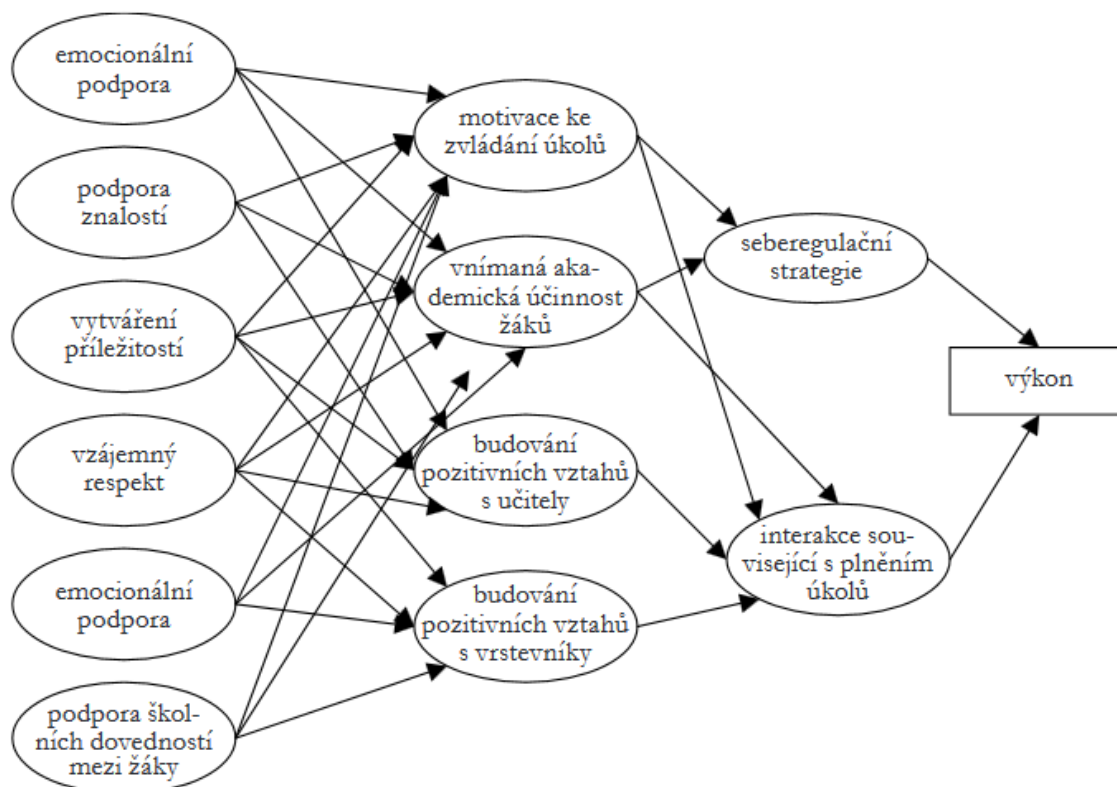 emocionální
podpora
podpora
znalostí
vytváření
příležitostí
vzájemný
respekt
emocionální
podpora
podpora škol-
ních dovedností
mezi žáky
motivace ke
zvládání úkolů
vnímaná aka-
demická účinnost
žáků
budování
pozitivních vztahů
s učitely
budování
pozitivních vztahů
s vrstevníky
seberegulační
strategie
interakce sou-
visející s plněním
úkolů
výkon